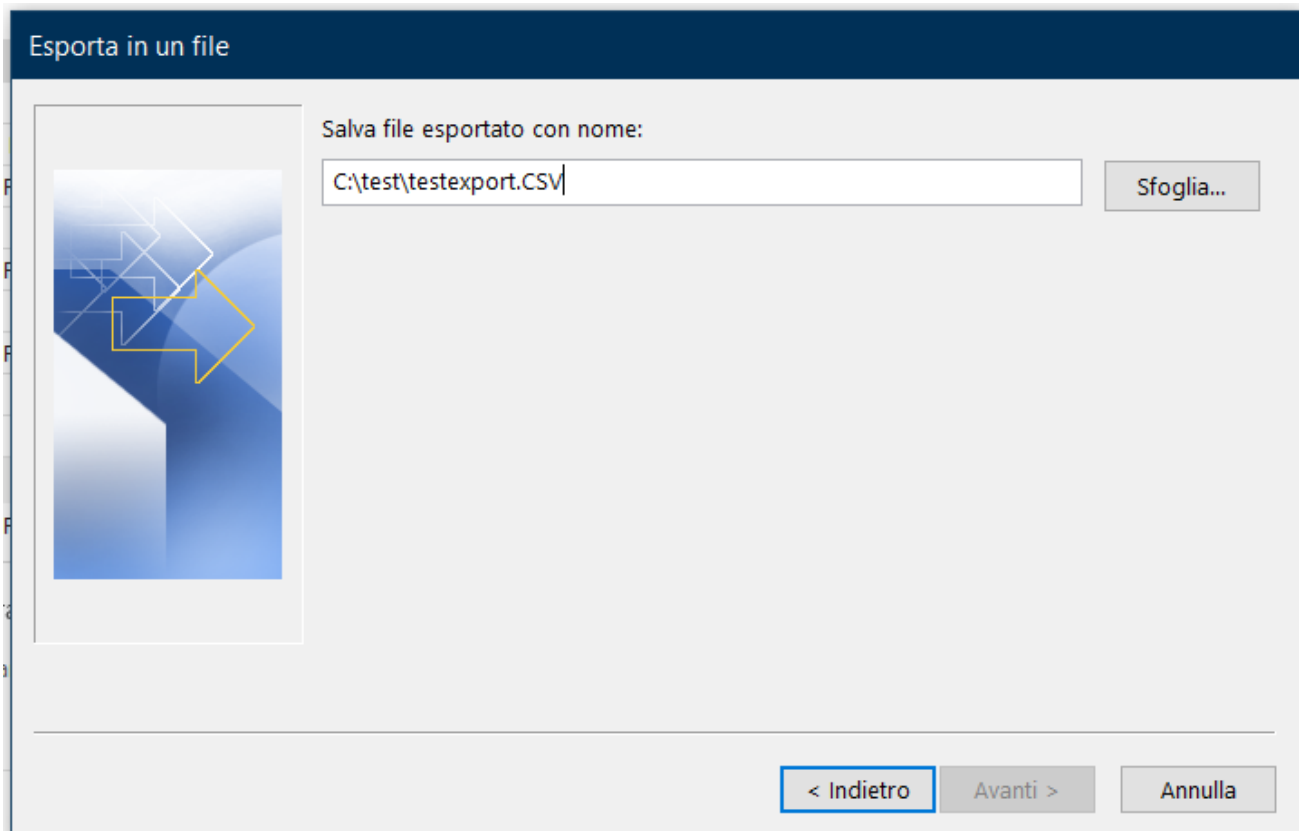 Esporta in un file
Salva file esportato con nome:
C:\test\testexport.CSV
Sfoglia...
< Indietro
Avanti >
Annulla